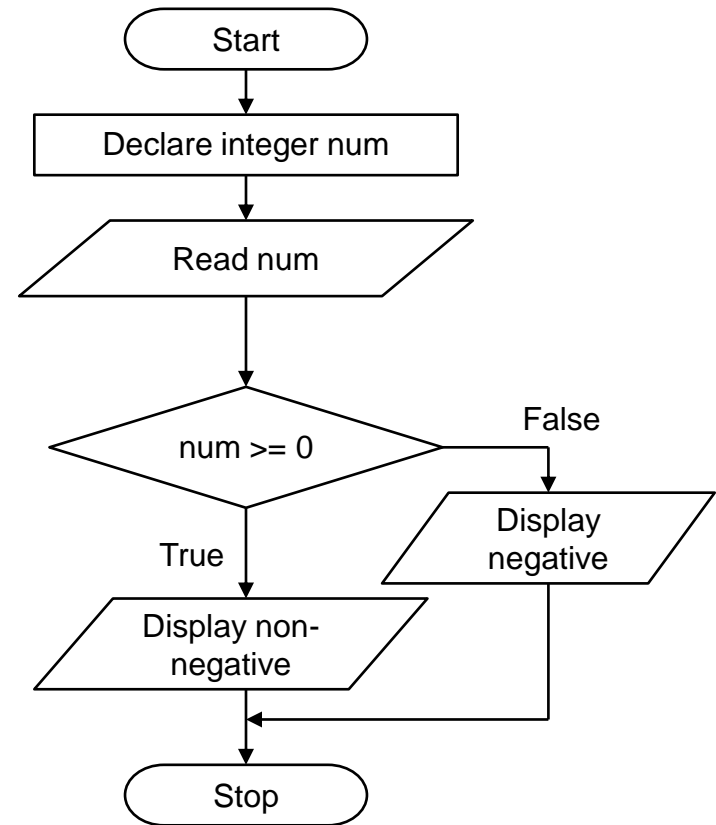 Start
Declare integer num
Read num
num >= 0
False
True
Display
negative
Display non-
negative
Stop